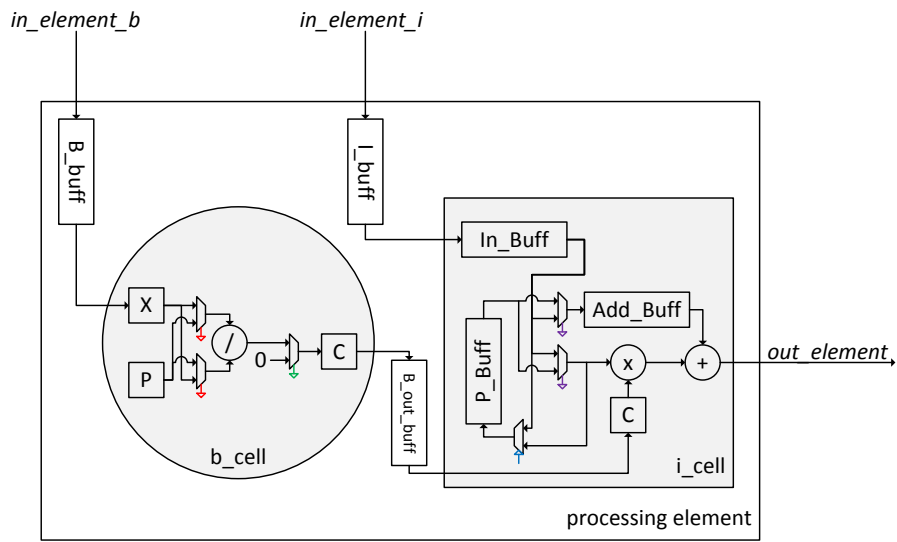 in_element_b
in_element_i
B_buff
I_buff
In_Buff
X
Add_Buff
/
0
C
P_Buff
x
+
out_element
P
B_out_buff
C
b_cell
i_cell
processing element